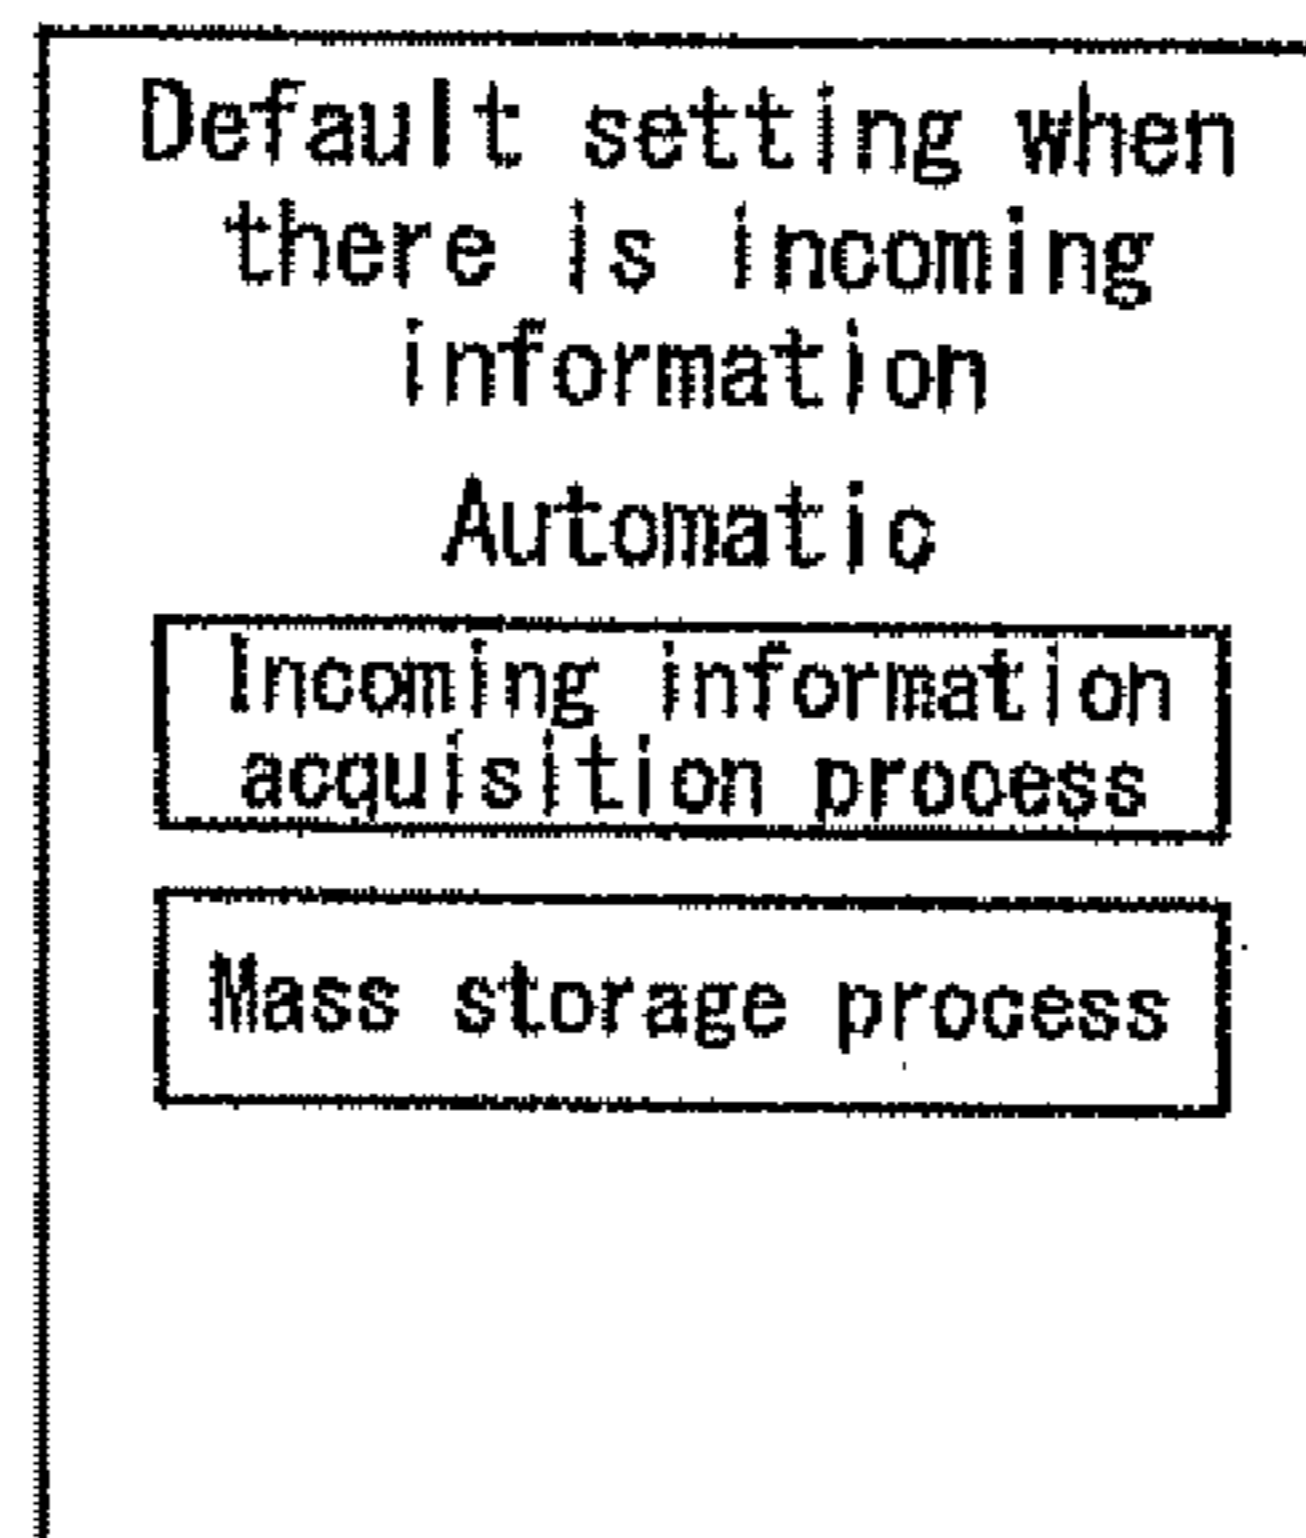 Default setting when
there is incoming
information
Automatic
Incoming information
acquisition process
Mass storage process